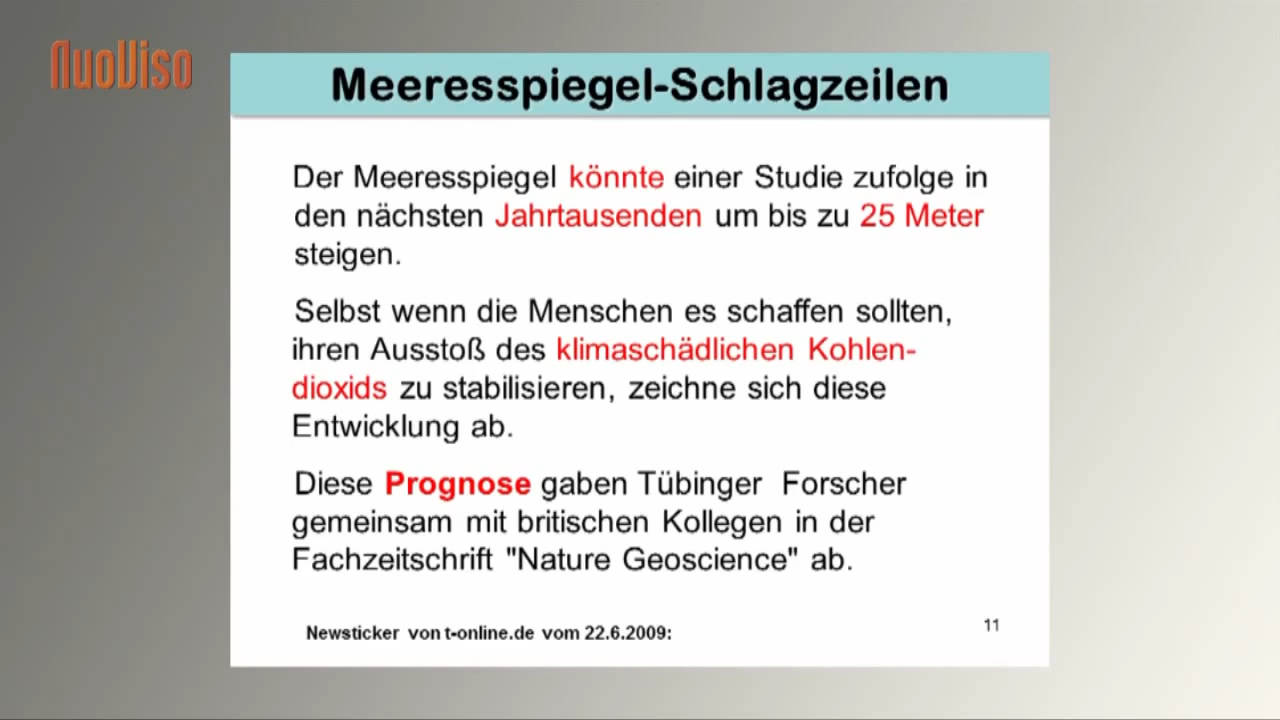 NuoViso
Meeresspiegel-Schlagzeilen
Der Meeresspiegel könnte einer Studie zufolge in
den nächsten Jahrtausenden um bis zu 25 Meter
steigen.
Selbst wenn die Menschen es schaffen sollten,
ihren Ausstoß des klimaschädlichen Kohlen-
dioxids zu stabilisieren, zeichne sich diese
Entwicklung ab.
Diese Prognose gaben Tübinger Forscher
gemeinsam mit britischen Kollegen in der
Fachzeitschrift "Nature Geoscience" ab.
Newsticker von t-online.de vom 22.6.2009:
11